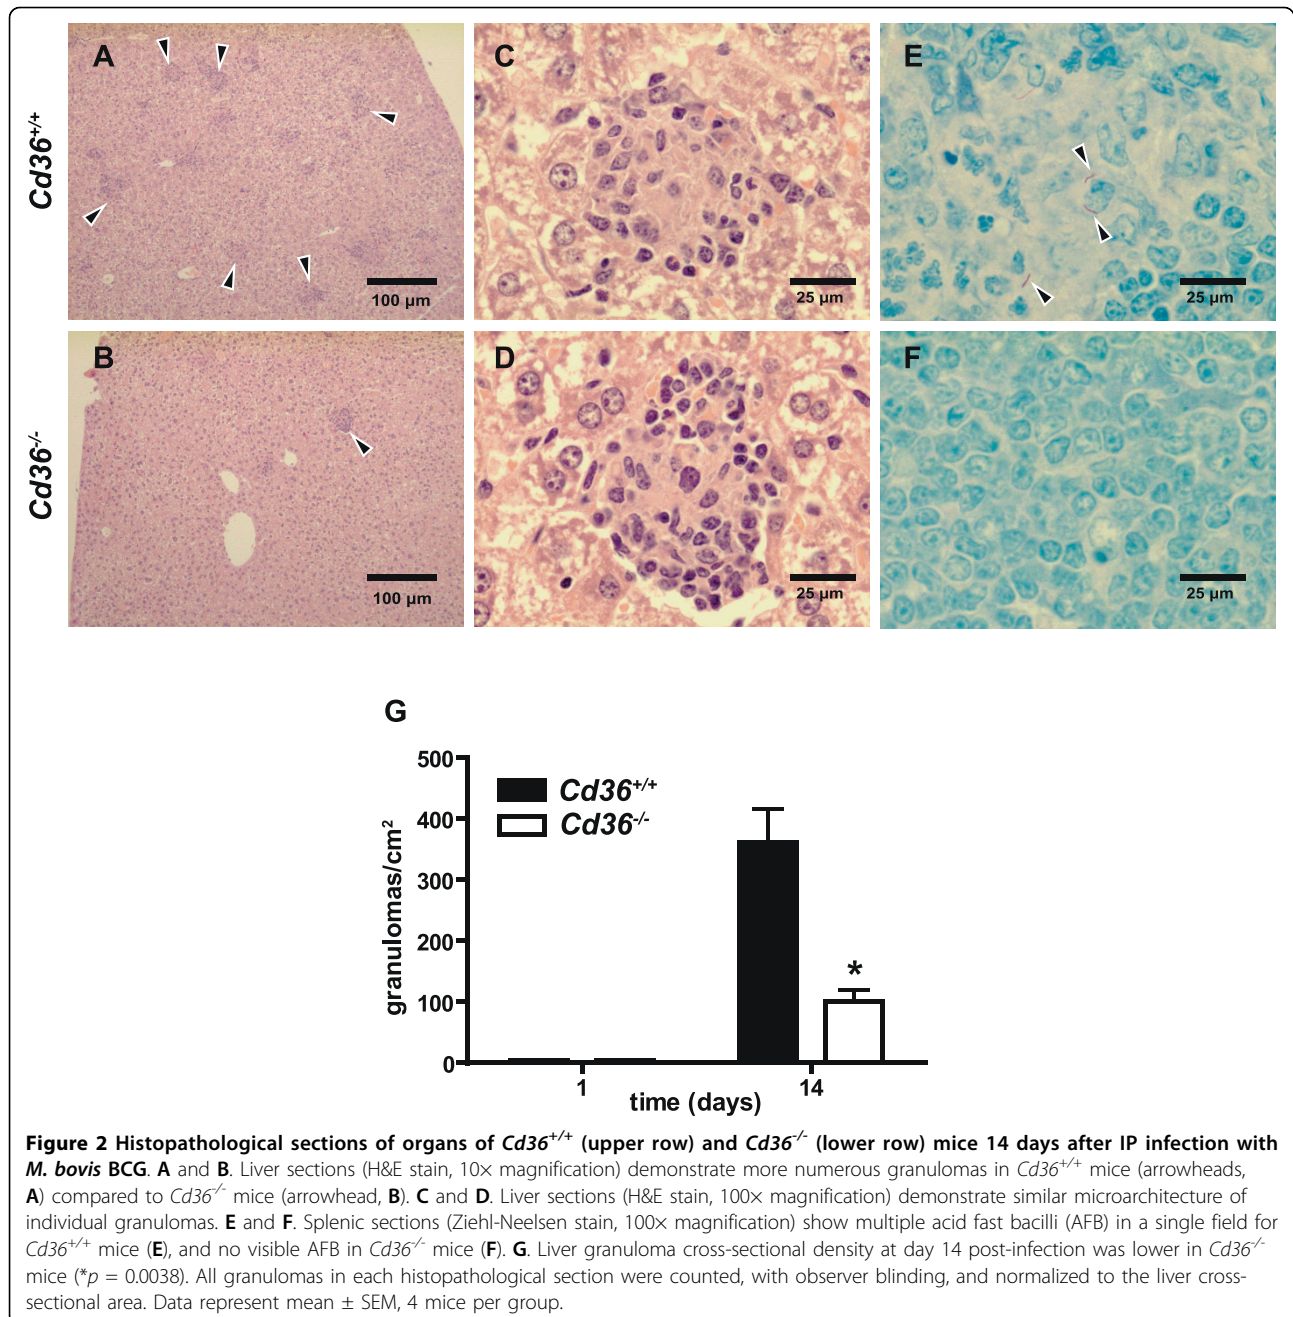 A
C
E
Cd36+/+
100 µm
25 µm
25 µm
B
D
F
Cd36-/-
100 µm
25 µm
25 µm
G
500
400
300
200
100
0
granulomas/cm2
Cd36+/+
Cd36-/-
*
1
14
time (days)
Figure 2 Histopathological sections of organs of Cd36+/+ (upper row) and Cd36-/- (lower row) mice 14 days after IP infection with
M. bovis BCG. A and B. Liver sections (H&E stain, 10× magnification) demonstrate more numerous granulomas in Cd36+/+ mice (arrowheads,
A) compared to Cd36-/- mice (arrowhead, B). C and D. Liver sections (H&E stain, 100× magnification) demonstrate similar microarchitecture of
individual granulomas. E and F. Splenic sections (Ziehl-Neelsen stain, 100× magnification) show multiple acid fast bacilli (AFB) in a single field for
Cd36+/+ mice (E), and no visible AFB in Cd36-/- mice (F). G. Liver granuloma cross-sectional density at day 14 post-infection was lower in Cd36-/-
mice (*p = 0.0038). All granulomas in each histopathological section were counted, with observer blinding, and normalized to the liver cross-
sectional area. Data represent mean ± SEM, 4 mice per group.